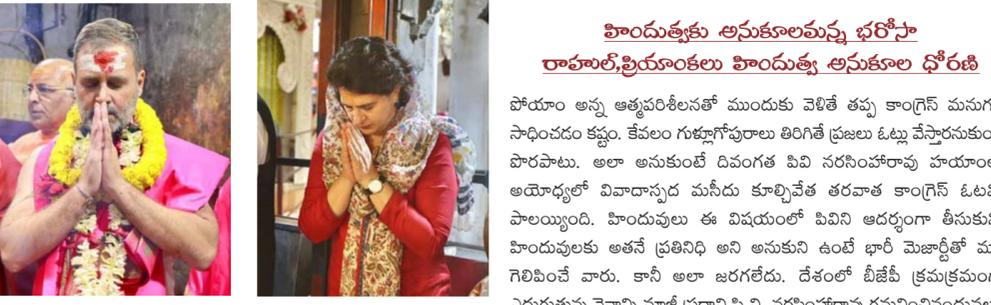 హిందుత్వకు అనుకూలమన్న భరోసా
రాహుల్,ప్రియాంకలు హిందుత్వ అనుకూల ధోరణి
పోయాం అన్న ఆత్మపరిశీలనతో ముందుకు వెళితే తప్ప కాంగ్రెస్ మనుగ
సాధించడం కష్టం. కేవలం గుళ్లూగోపురాలు తిరిగితే ప్రజలు ఓట్లు వేస్తారనుకుం
పొరపాటు. అలా అనుకుంటే దివంగత పివి నరసింహారావు హయాం
అయోధ్యలో వివాదాస్పద మసీదు కూల్చివేత తరవాత కాంగ్రెస్ ఓట
పాలయ్యింది. హిందువులు ఈ విషయంలో పివిని ఆదర్శంగా తీసుకు
హిందువులకు అతనే ప్రతినిధి అని అనుకుని ఉంటే భారీ మెజార్టీతో మ
గెలిపించే వారు. కానీ అలా జరగలేదు. దేశంలో బీజేపీ క్రమక్రమంగ